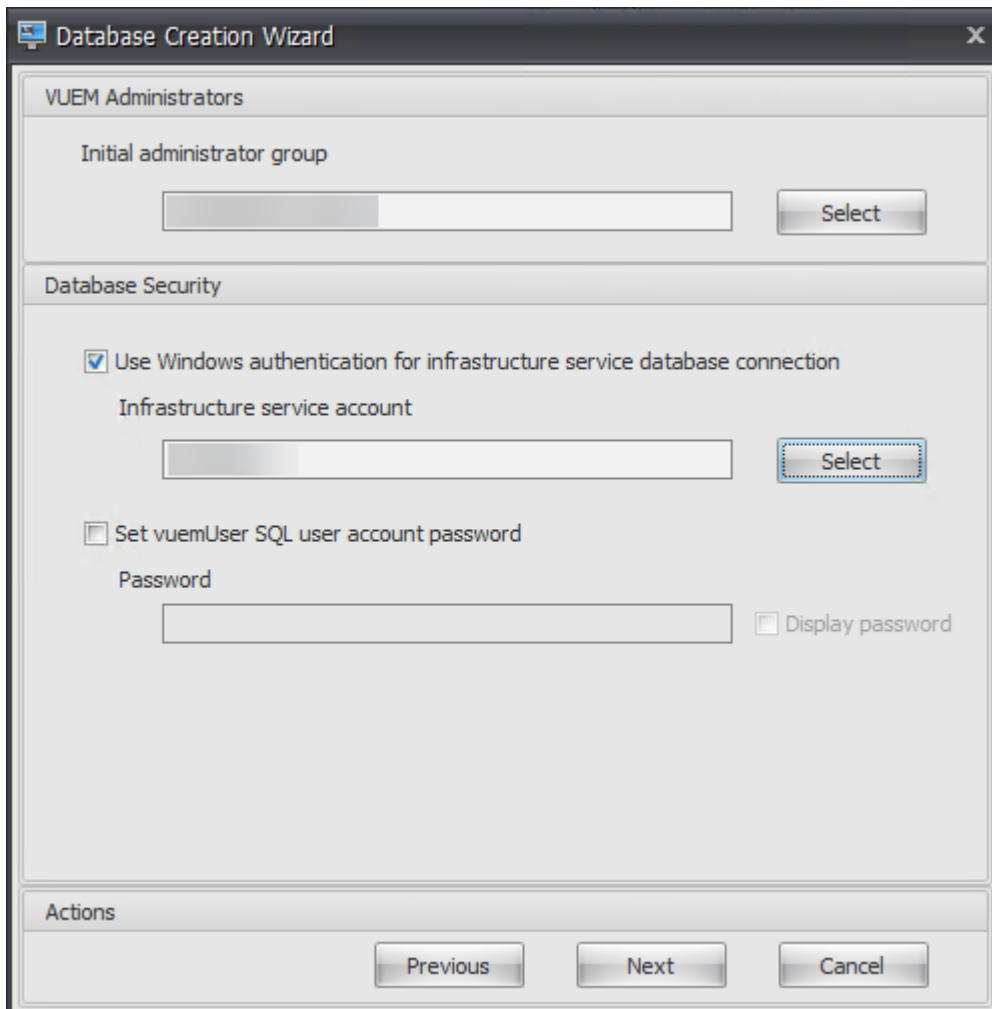 Database Creation Wizard
VUEM Administrators
Initial administrator group
Select
Database Security
Use Windows authentication for infrastructure service database connection
Infrastructure service account
Select
Set vuemUser SQL user account password
Password
Display password
Actions
Previous Next Cancel